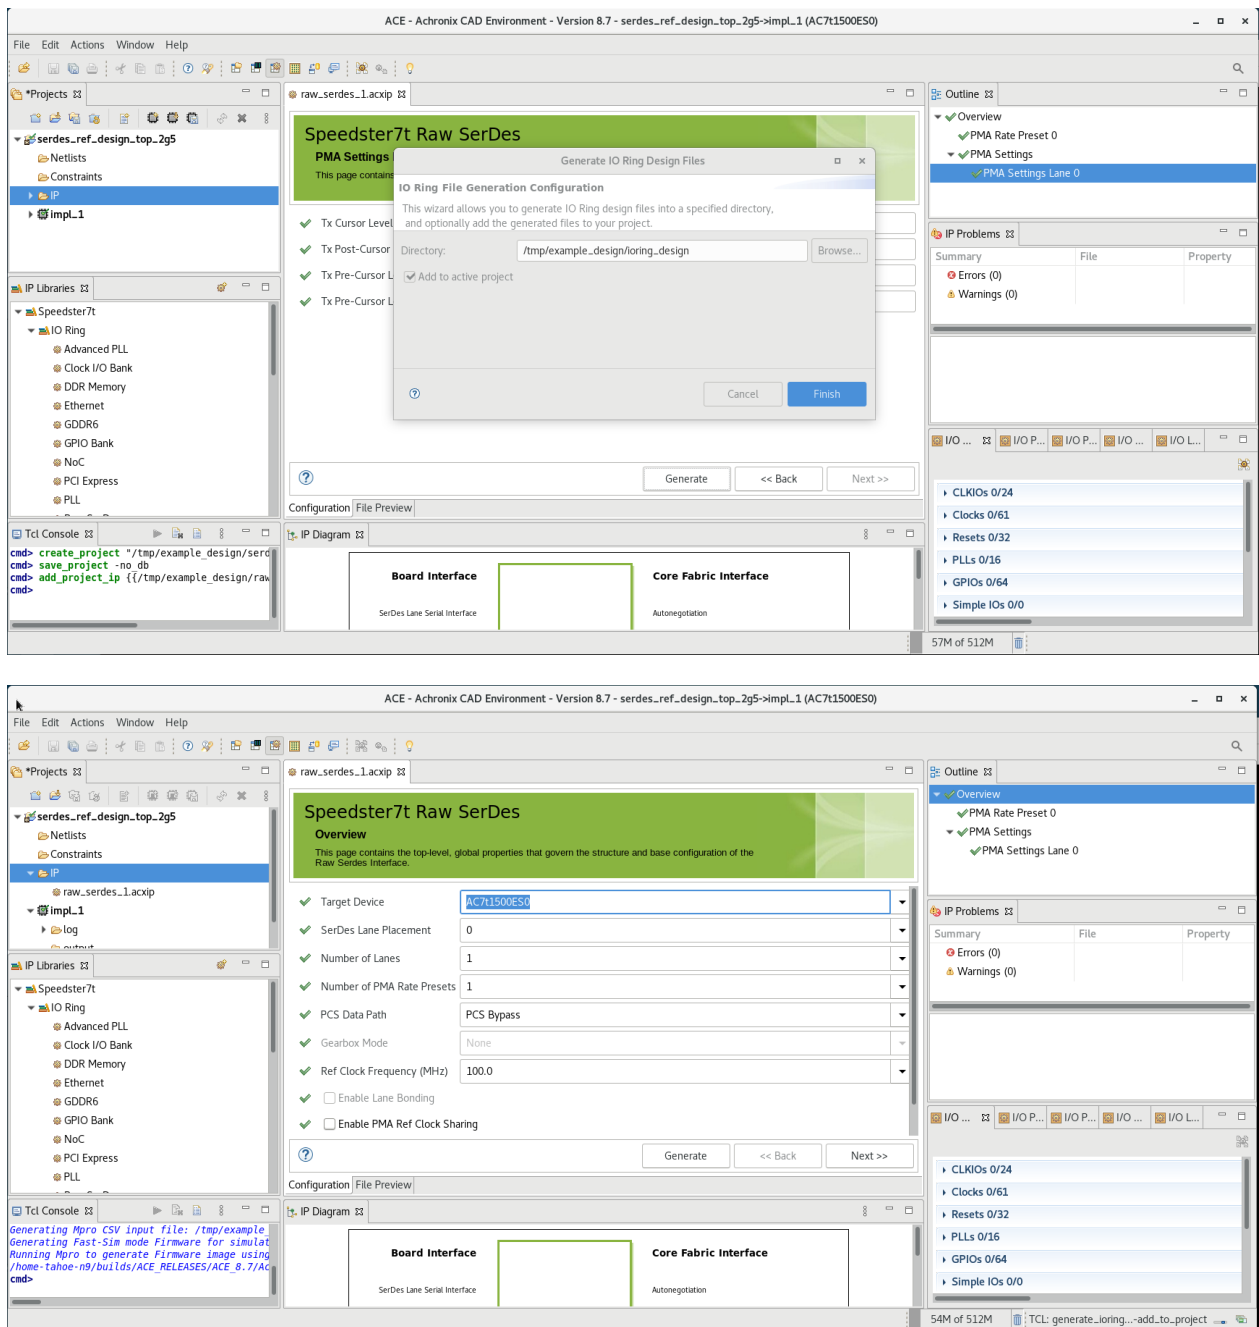 ACE - Achronix CAD Environment - Version 8.7 - serdes_ref_design_top_2g5->impl_1 (AC7t1500ES0)
File Edit Actions Window Help
*Projects
serdes_ref_design_top_2g5
Netlists
Constraints
IP
impl_1
IP Libraries
Speedster7t
IO Ring
Advanced PLL
Clock I/O Bank
DDR Memory
Ethernet
GDDR6
GPIO Bank
NoC
PCI Express
PLL
Tcl Console
cmd> create_project "/tmp/example_design/serd
cmd> save_project -no_db
cmd> add_project_ip {{/tmp/example_design/raw
cmd>
raw_serdes_1.acxip
Speedster7t Raw SerDes
PMA Settings
This page contains
Tx Cursor Level
Tx Post-Cursor
Tx Pre-Cursor L
Tx Pre-Cursor L
Generate IO Ring Design Files
IO Ring File Generation Configuration
This wizard allows you to generate IO Ring design files into a specified directory,
and optionally add the generated files to your project.
Directory: /tmp/example_design/ioring_design Browse...
Add to active project
Cancel Finish
Generate << Back Next >>
Configuration File Preview
IP Diagram
Board Interface Core Fabric Interface
SerDes Lane Serial Interface Autonegotiation
Outline
Overview
PMA Rate Preset 0
PMA Settings
PMA Settings Lane 0
IP Problems
Summary File Property
Errors (0)
Warnings (0)
I/O ... I/O P... I/O P... I/O ... I/O L...
CLKIOs 0/24
Clocks 0/61
Resets 0/32
PLLs 0/16
GPIOs 0/64
Simple IOs 0/0
57M of 512M
ACE - Achronix CAD Environment - Version 8.7 - serdes_ref_design_top_2g5->impl_1 (AC7t1500ES0)
File Edit Actions Window Help
*Projects
serdes_ref_design_top_2g5
Netlists
Constraints
IP
raw_serdes_1.acxip
impl_1
log
output
IP Libraries
Speedster7t
IO Ring
Advanced PLL
Clock I/O Bank
DDR Memory
Ethernet
GDDR6
GPIO Bank
NoC
PCI Express
PLL
Tcl Console
Generating Mpro CSV input file: /tmp/example_
Generating Fast-Sim mode Firmware for simulat
Running Mpro to generate Firmware image using
/home-tahoe-n9/builds/ACE_RELEASES/ACE_8.7/Ac
cmd>
raw_serdes_1.acxip
Speedster7t Raw SerDes
Overview
This page contains the top-level, global properties that govern the structure and base configuration of the
Raw Serdes Interface.
Target Device AC7t1500ES0
SerDes Lane Placement 0
Number of Lanes 1
Number of PMA Rate Presets 1
PCS Data Path PCS Bypass
Gearbox Mode None
Ref Clock Frequency (MHz) 100.0
Enable Lane Bonding
Enable PMA Ref Clock Sharing
Generate << Back Next >>
Configuration File Preview
IP Diagram
Board Interface Core Fabric Interface
SerDes Lane Serial Interface Autonegotiation
Outline
Overview
PMA Rate Preset 0
PMA Settings
PMA Settings Lane 0
IP Problems
Summary File Property
Errors (0)
Warnings (0)
I/O ... I/O P... I/O P... I/O ... I/O L...
CLKIOs 0/24
Clocks 0/61
Resets 0/32
PLLs 0/16
GPIOs 0/64
Simple IOs 0/0
54M of 512M TCL: generate_ioring...-add_to_project